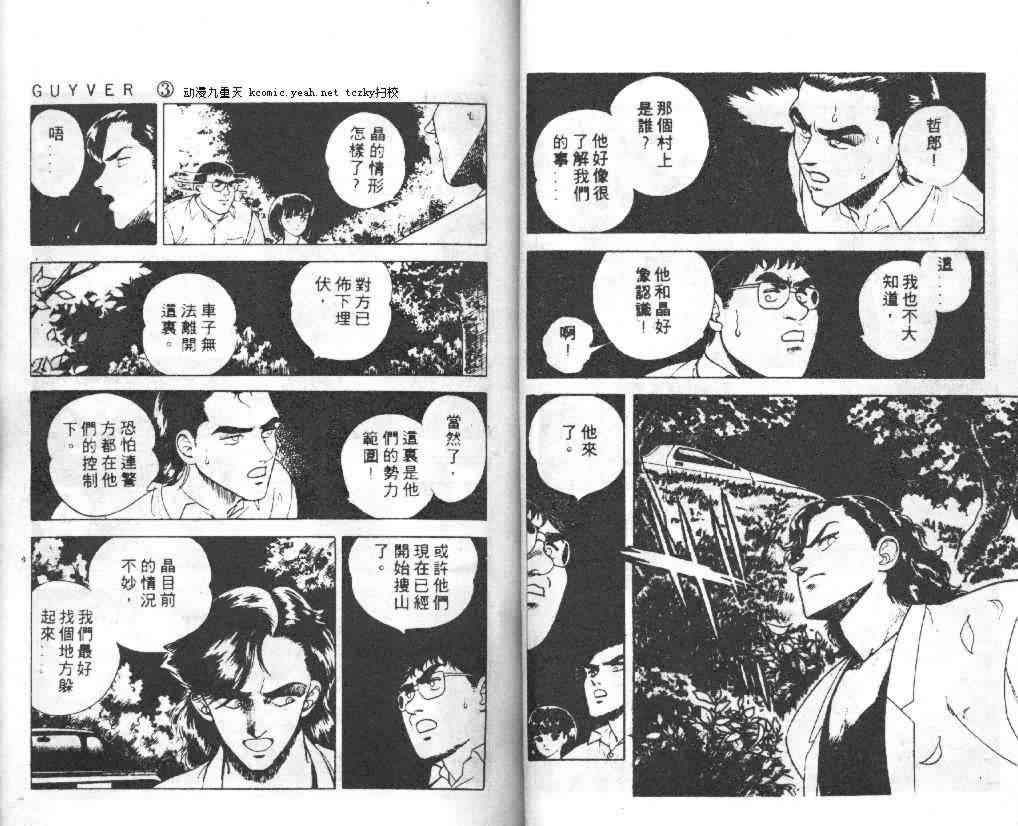 GUYVER ③ 动漫九重天 kcomic.yeah.net tczky扫校
哲郎！
那個村上
是誰？
他好像很
了解我們
的事‥‥
這‥‥
我也不大
知道，
他和晶好
像認識！
啊！
他來
了。
晶的情形
怎樣了？
唔‥‥
對方已
佈下埋
伏，
車子無
法離開
這裏。
當然了，
這裏是他
們的勢力
範圍！
恐怕連警
方都在他
們的控制
下。
或許他們
現在已經
開始搜山
了。
晶目前
的情況
不妙，
我們最好
找個地方躲
起來‥‥